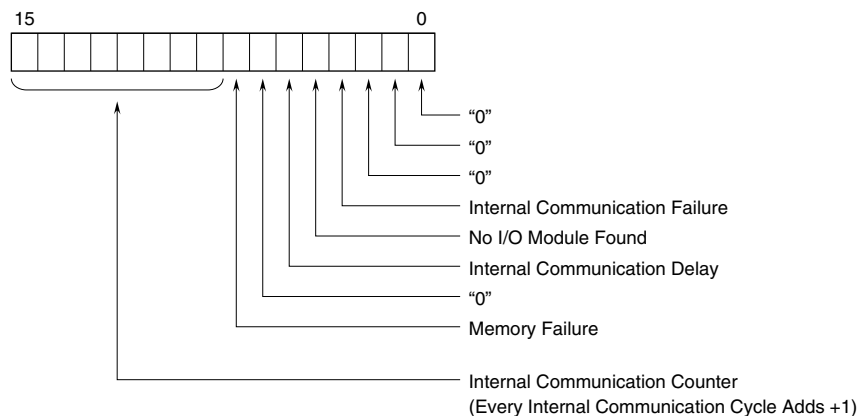 15 0
“0”
“0”
“0”
Internal Communication Failure
No I/O Module Found
Internal Communication Delay
“0”
Memory Failure
Internal Communication Counter
(Every Internal Communication Cycle Adds +1)